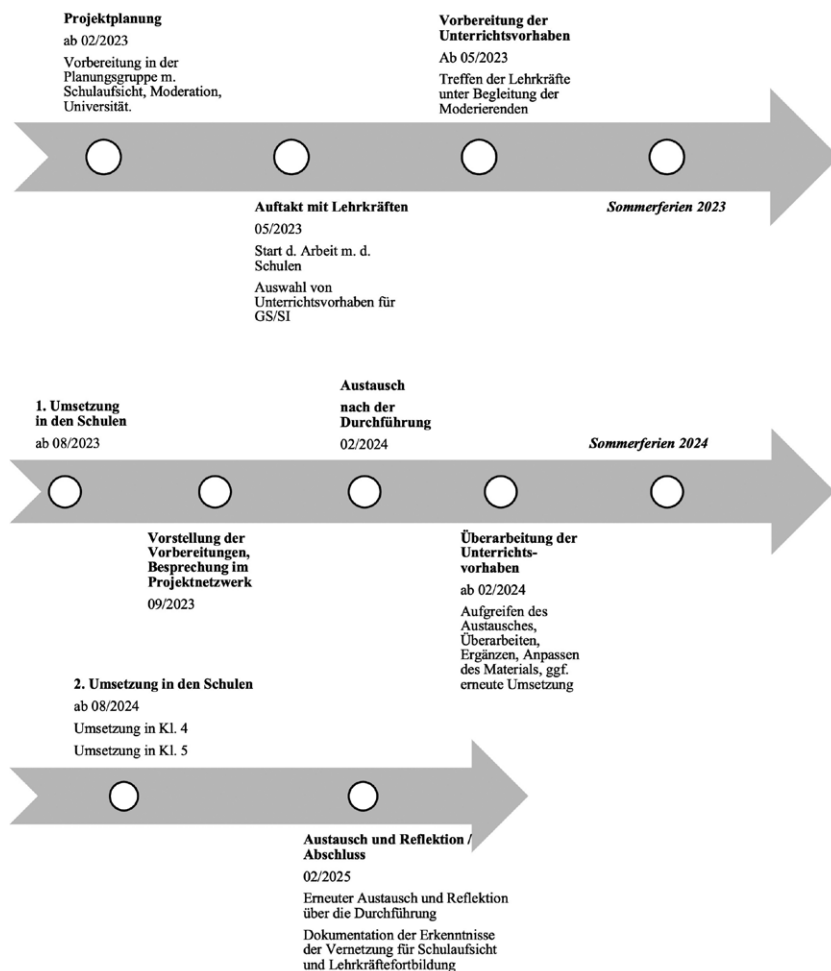 Projektplanung
ab 02/2023
Vorbereitung in der
Planungsgruppe m.
Schulaufsicht, Moderation,
Universität.
Vorbereitung der
Unterrichtsvorhaben
Ab 05/2023
Treffen der Lehrkräfte
unter Begleitung der
Moderierenden
Auftakt mit Lehrkräften
05/2023
Start d. Arbeit m. d.
Schulen
Auswahl von
Unterrichtsvorhaben für
GS/SI
Sommerferien 2023
1. Umsetzung
in den Schulen
ab 08/2023
Austausch
nach der
Durchführung
02/2024
Sommerferien 2024
Vorstellung der
Vorbereitungen,
Besprechung im
Projektnetzwerk
09/2023
Überarbeitung der
Unterrichts-
vorhaben
ab 02/2024
Aufgreifen des
Austausches,
Überarbeiten,
Ergänzen, Anpassen
des Materials, ggf.
erneute Umsetzung
2. Umsetzung in den Schulen
ab 08/2024
Umsetzung in Kl. 4
Umsetzung in Kl. 5
Austausch und Reflektion /
Abschluss
02/2025
Erneuter Austausch und Reflektion
über die Durchführung
Dokumentation der Erkenntnisse
der Vernetzung für Schulaufsicht
und Lehrkräftefortbildung